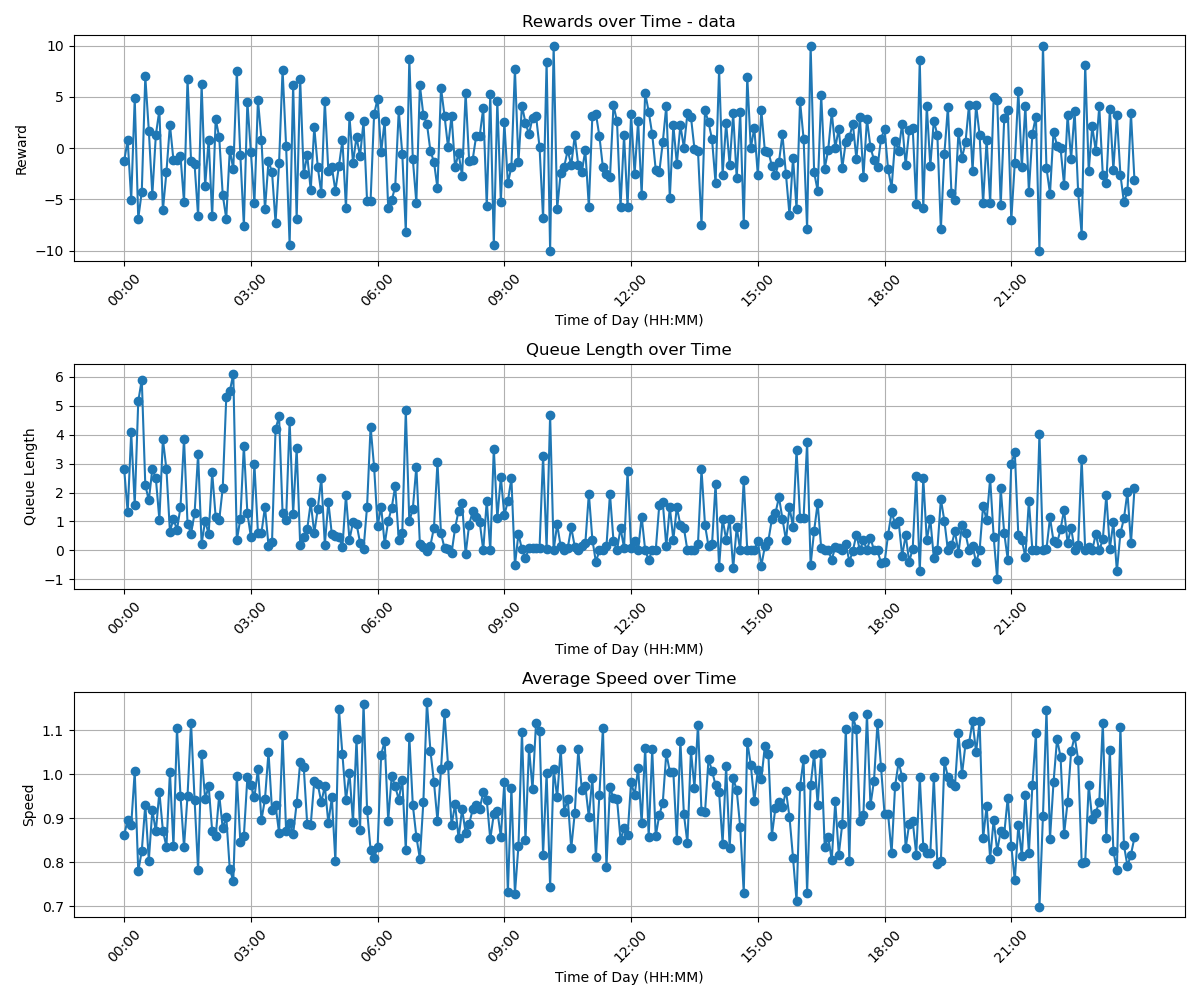 Rewards over Time - data
10
5
0
−5
−10
Reward
00:00 03:00 06:00 09:00 12:00 15:00 18:00 21:00
Time of Day (HH:MM)
Queue Length over Time
6
5
4
3
2
1
0
−1
Queue Length
00:00 03:00 06:00 09:00 12:00 15:00 18:00 21:00
Time of Day (HH:MM)
Average Speed over Time
1.1
1.0
0.9
0.8
0.7
Speed
00:00 03:00 06:00 09:00 12:00 15:00 18:00 21:00
Time of Day (HH:MM)